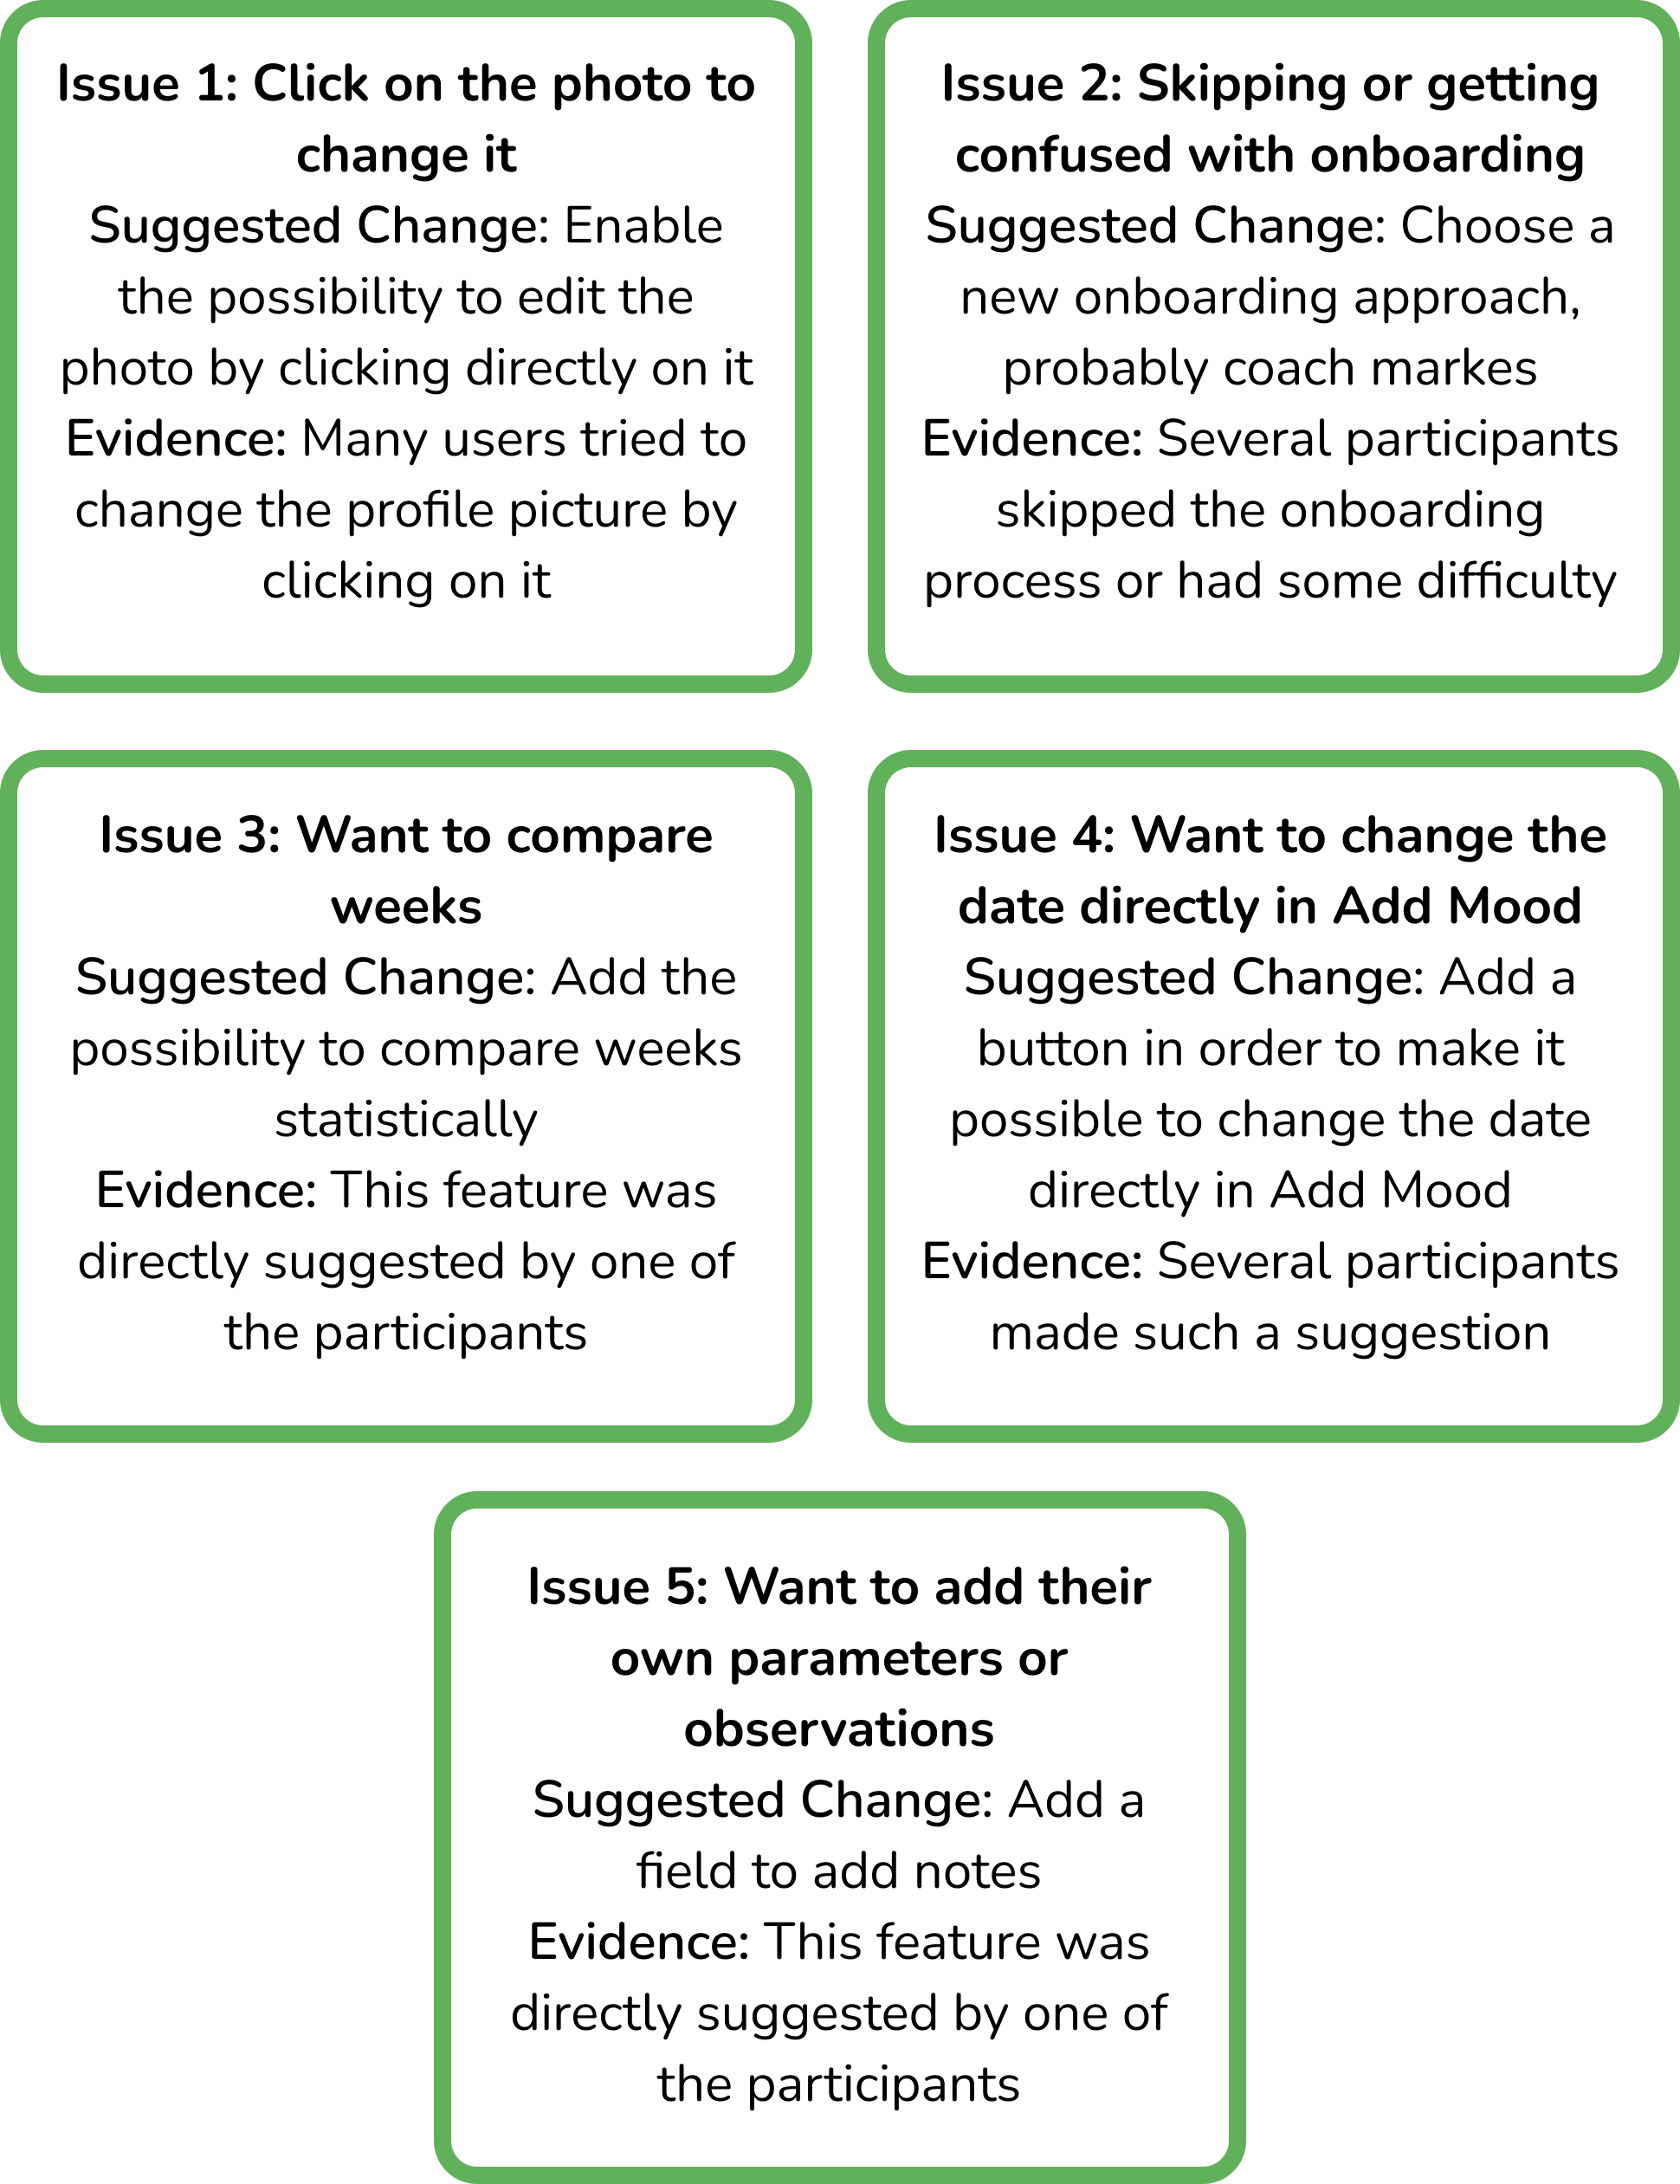 Issue 1: Click on the photo to
change it
Suggested Change: Enable
the possibility to edit the
photo by clicking directly on it
Evidence: Many users tried to
change the profile picture by
clicking on it
Issue 2: Skipping or getting
confused with onboarding
Suggested Change: Choose a
new onboarding approach,
probably coach markes
Evidence: Several participants
skipped the onboarding
process or had some difficulty
Issue 3: Want to compare
weeks
Suggested Change: Add the
possibility to compare weeks
statistically
Evidence: This feature was
directly suggested by one of
the participants
Issue 4: Want to change the
date directly in Add Mood
Suggested Change: Add a
button in order to make it
possible to change the date
directly in Add Mood
Evidence: Several participants
made such a suggestion
Issue 5: Want to add their
own parameters or
observations
Suggested Change: Add a
field to add notes
Evidence: This feature was
directly suggested by one of
the participants